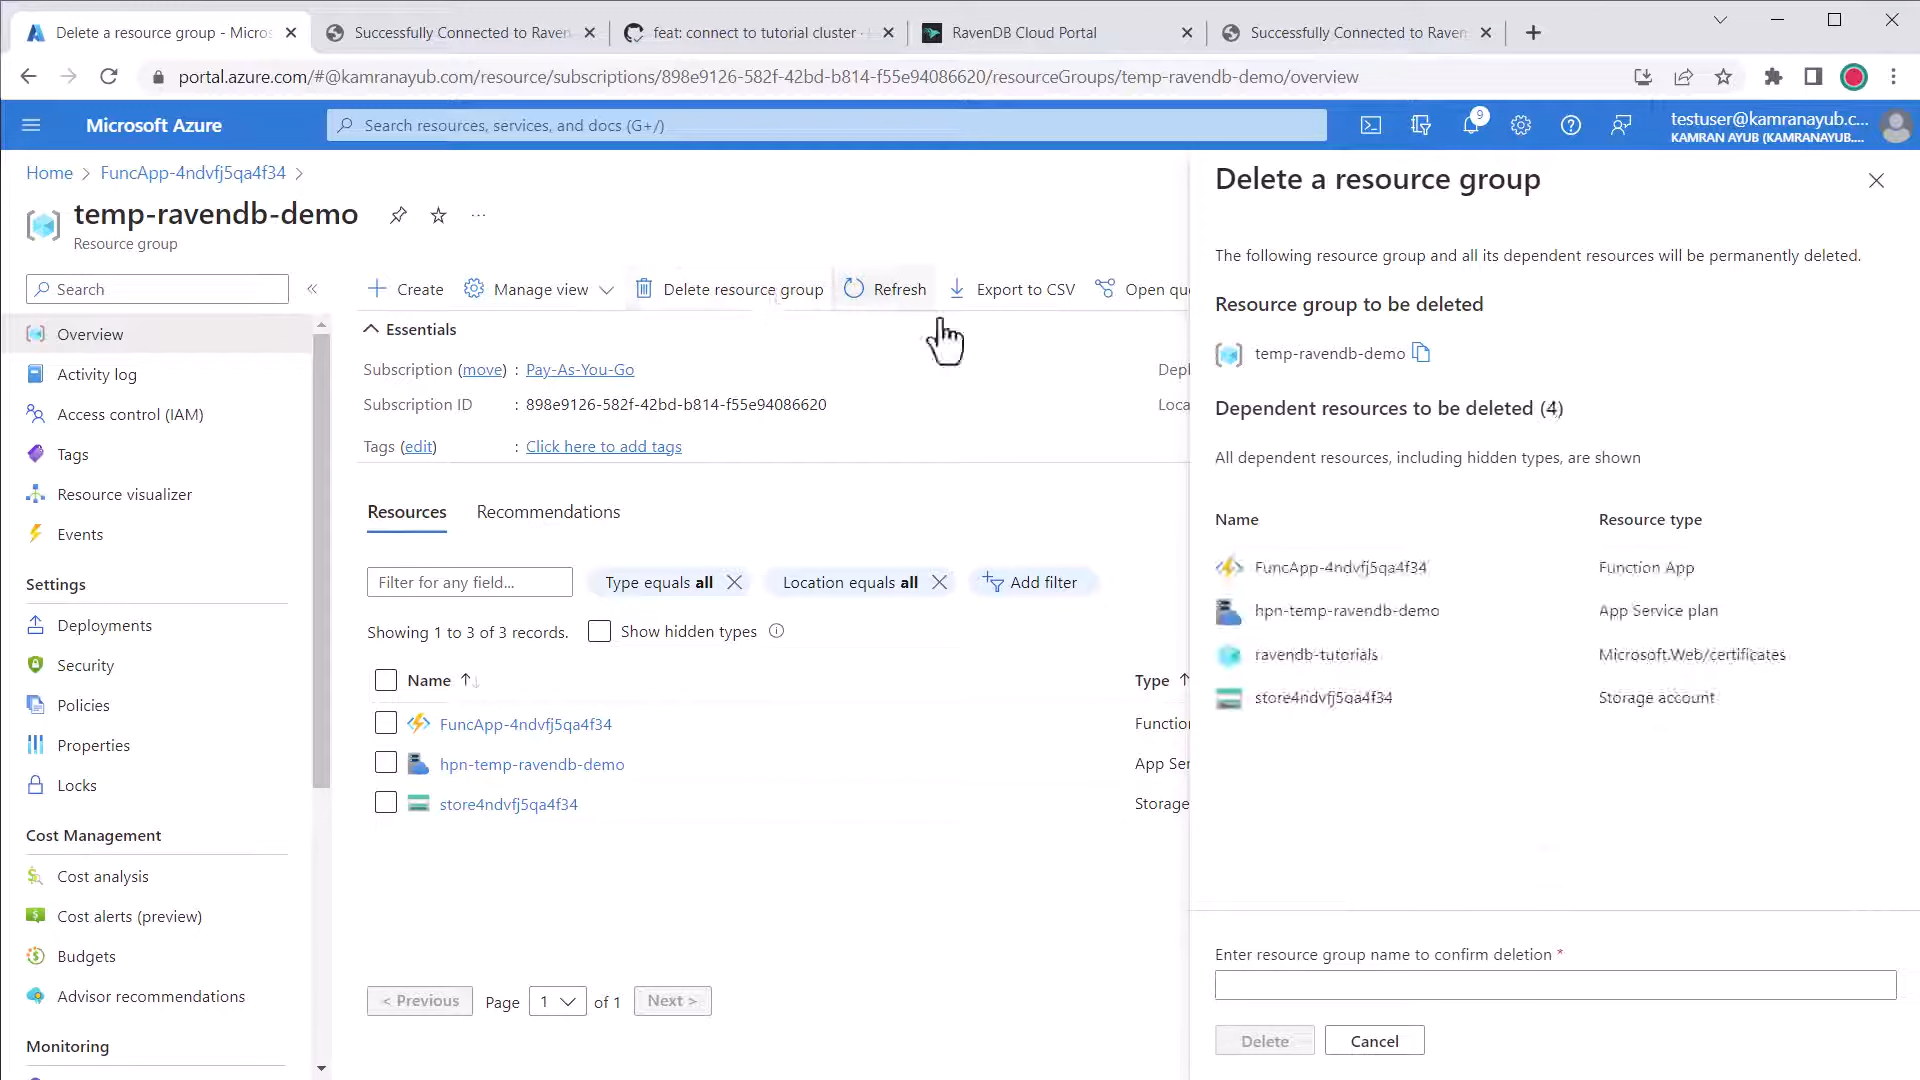 Delete a resource group - Micros
Successfully Connected to Raven
feat: connect to tutorial cluster ·
RavenDB Cloud Portal
Successfully Connected to Raven
portal.azure.com/#@kamranayub.com/resource/subscriptions/898e9126-582f-42bd-b814-f55e94086620/resourceGroups/temp-ravendb-demo/overview
Microsoft Azure
Search resources, services, and docs (G+/)
9
testuser@kamranayub.c...
KAMRAN AYUB (KAMRANAYUB....
Home > FuncApp-4ndvfj5qa4f34 >
temp-ravendb-demo
Resource group
Search
«
Overview
Activity log
Access control (IAM)
Tags
Resource visualizer
Events
Settings
Deployments
Security
Policies
Properties
Locks
Cost Management
Cost analysis
Cost alerts (preview)
Budgets
Advisor recommendations
Monitoring
Create
Manage view
Delete resource group
Refresh
Export to CSV
Open qu
Essentials
Subscription (move) : Pay-As-You-Go
Subscription ID : 898e9126-582f-42bd-b814-f55e94086620
Tags (edit) : Click here to add tags
Depl
Loca
Resources
Recommendations
Filter for any field...
Type equals all
Location equals all
Add filter
Showing 1 to 3 of 3 records.
Show hidden types
Name
Type
FuncApp-4ndvfj5qa4f34
Function
hpn-temp-ravendb-demo
App Ser
store4ndvfj5qa4f34
Storage
< Previous
Page
1
of 1
Next >
Delete a resource group
The following resource group and all its dependent resources will be permanently deleted.
Resource group to be deleted
temp-ravendb-demo
Dependent resources to be deleted (4)
All dependent resources, including hidden types, are shown
Name
Resource type
FuncApp-4ndvfj5qa4f34
Function App
hpn-temp-ravendb-demo
App Service plan
ravendb-tutorials
Microsoft.Web/certificates
store4ndvfj5qa4f34
Storage account
Enter resource group name to confirm deletion *
Delete
Cancel